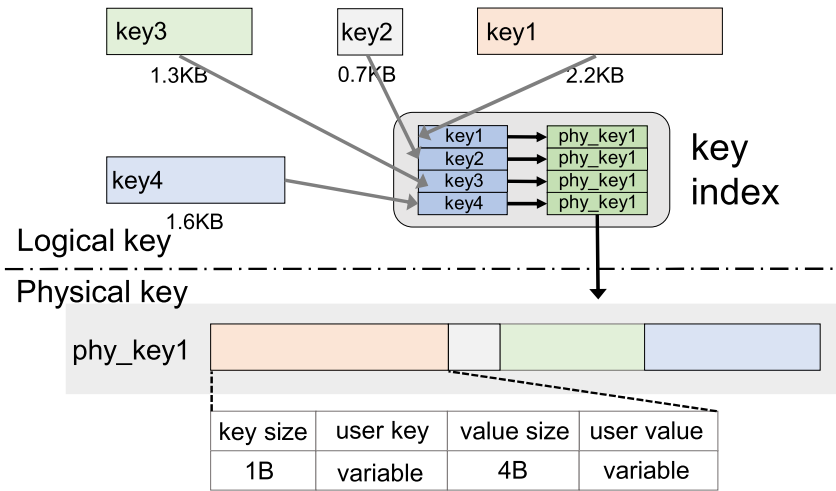 key3
key2
key1
1.3KB
0.7KB
2.2KB
key1
phy_key1
key2
phy_key1
key3
phy_key1
key4
phy_key1
key
index
key4
1.6KB
Logical key
Physical key
phy_key1
key size
user key
value size
user value
1B
variable
4B
variable